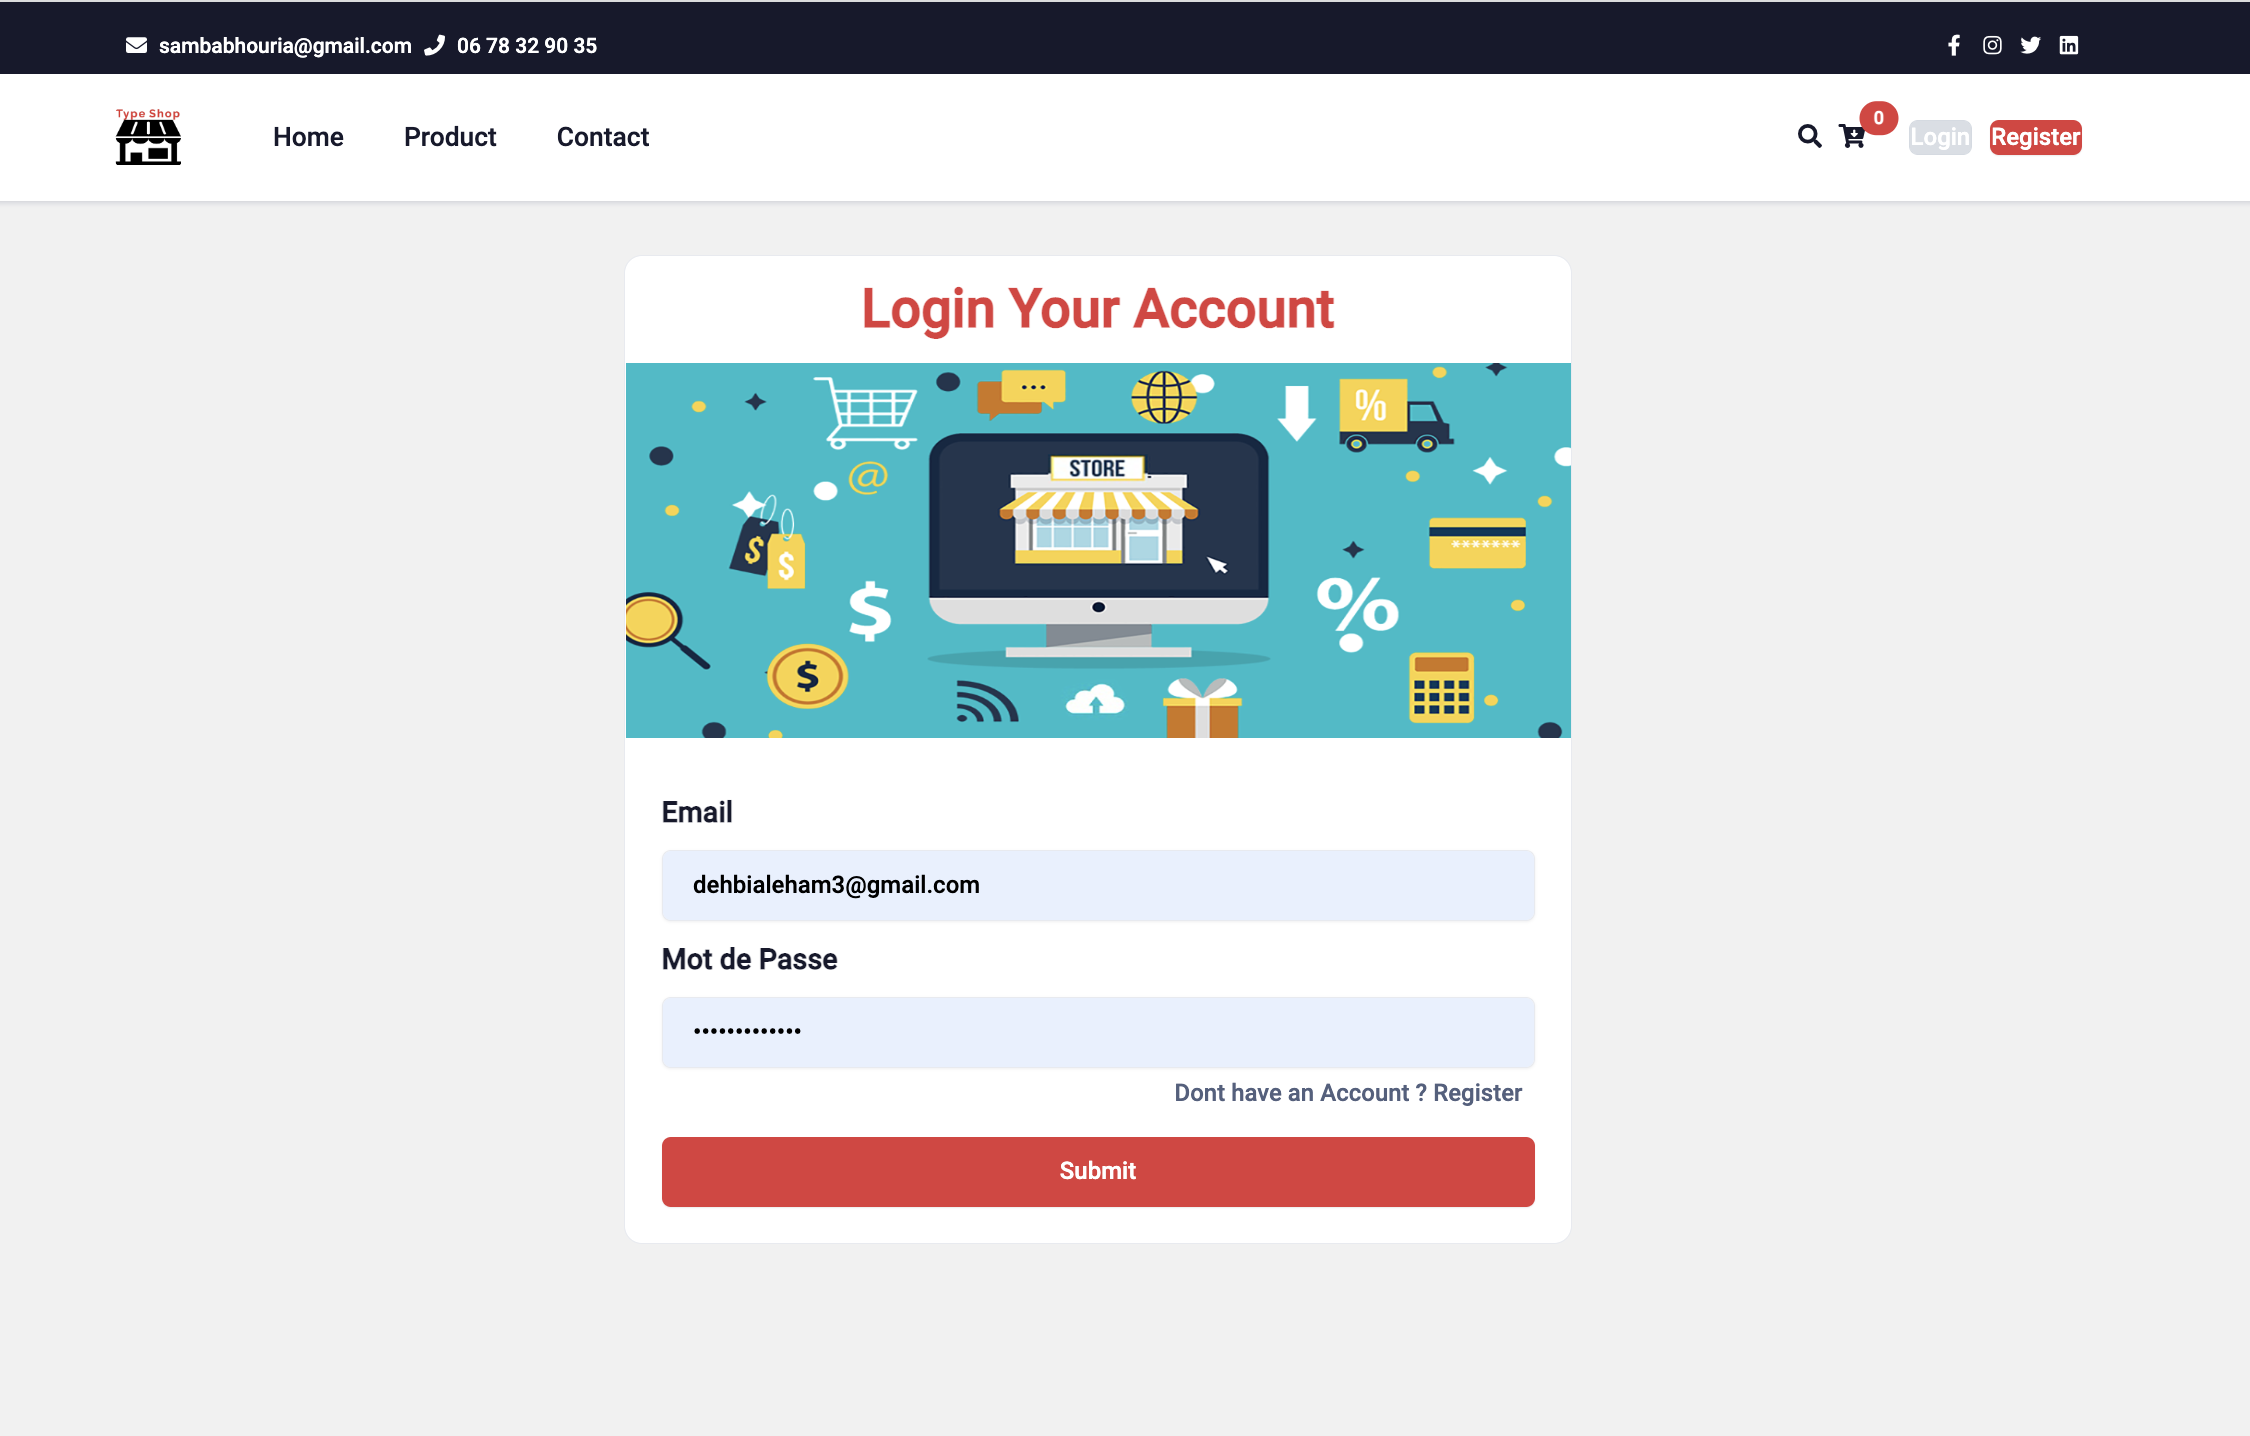 sambabhouria@gmail.com 06 78 32 90 35
Type Shop
Home Product Contact
0
Login Register
Login Your Account
%
@
STORE
$
$
*******
$
%
$
Email
dehbialeham3@gmail.com
Mot de Passe
•••••••••••••
Dont have an Account ? Register
Submit